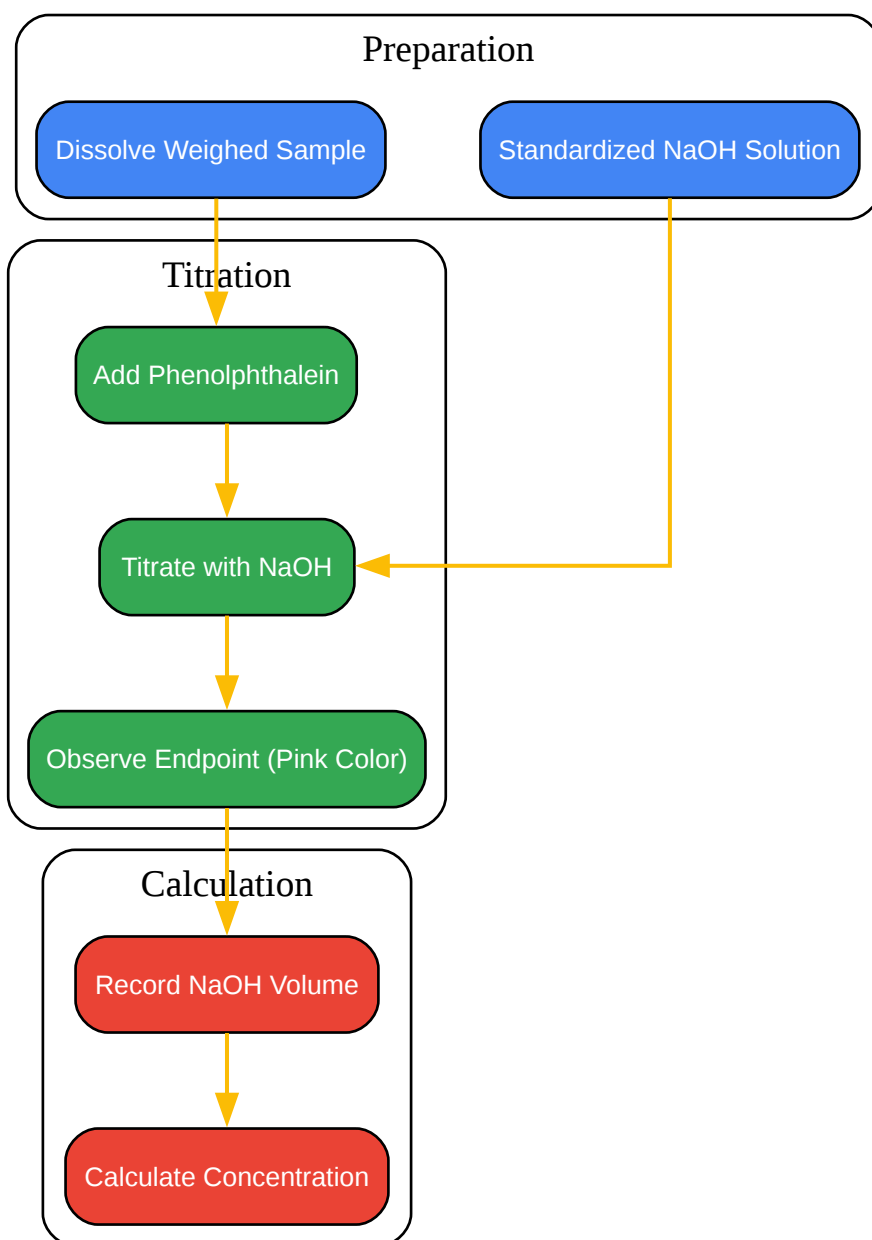 Preparation
Dissolve Weighed Sample
Standardized NaOH Solution
Titration
Add Phenolphthalein
Titrate with NaOH
Observe Endpoint (Pink Color)
Calculation
Record NaOH Volume
Calculate Concentration